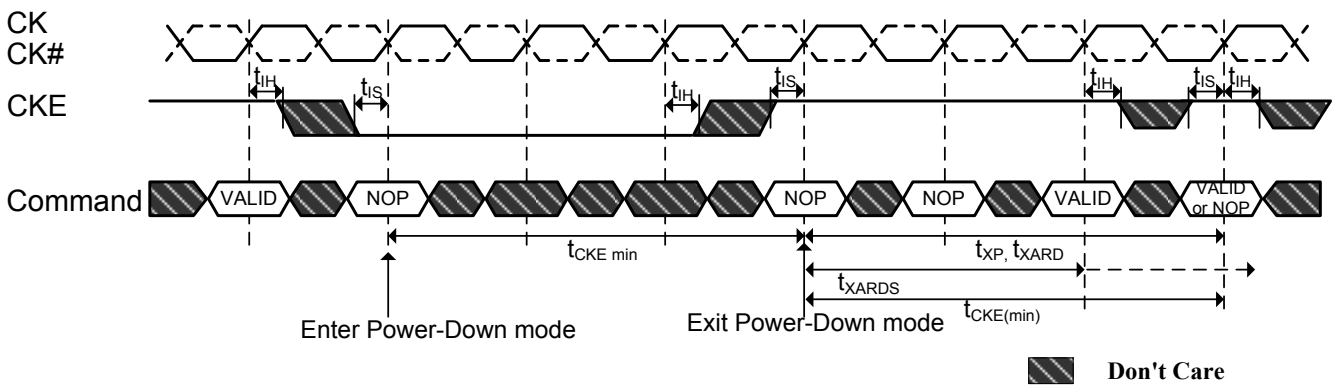 CK
CK#
tIH
tIS
tIH
tIS
tIH
tIS
tIH
CKE
Command
VALID
NOP
NOP
NOP
VALID
VALID
or NOP
tCKE min
tXP, tXARD
tXARDS
tCKE(min)
Enter Power-Down mode
Exit Power-Down mode
Don't Care